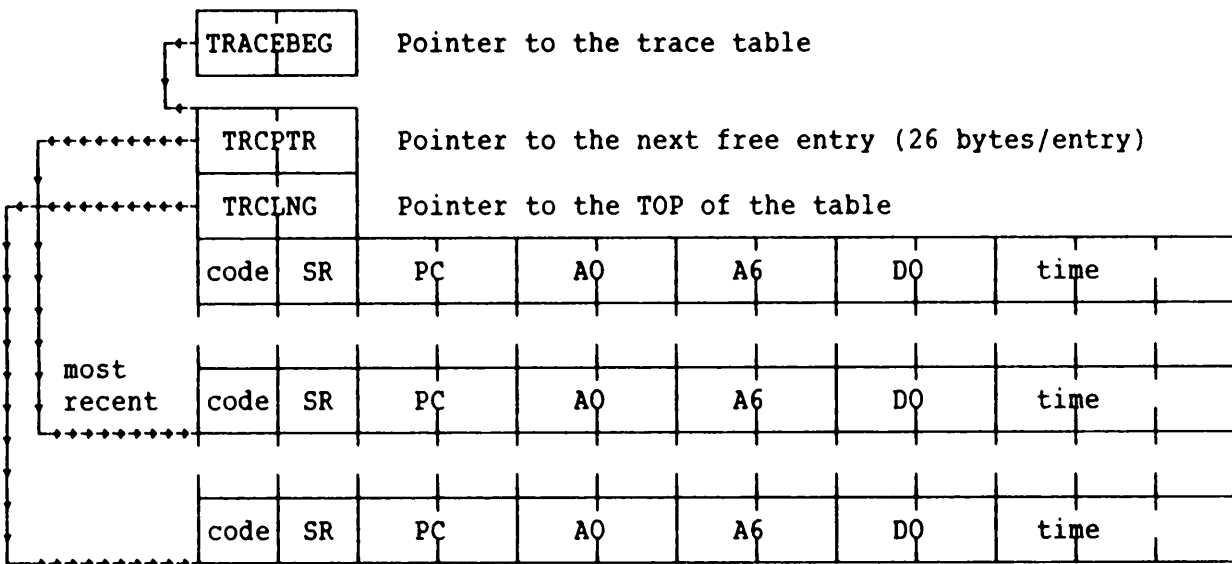 TRACEBEG Pointer to the trace table
TRCPTR Pointer to the next free entry (26 bytes/entry)
TRCLNG Pointer to the TOP of the table
code SR PC A0 A6 D0 time
most
recent code SR PC A0 A6 D0 time
code SR PC A0 A6 D0 time